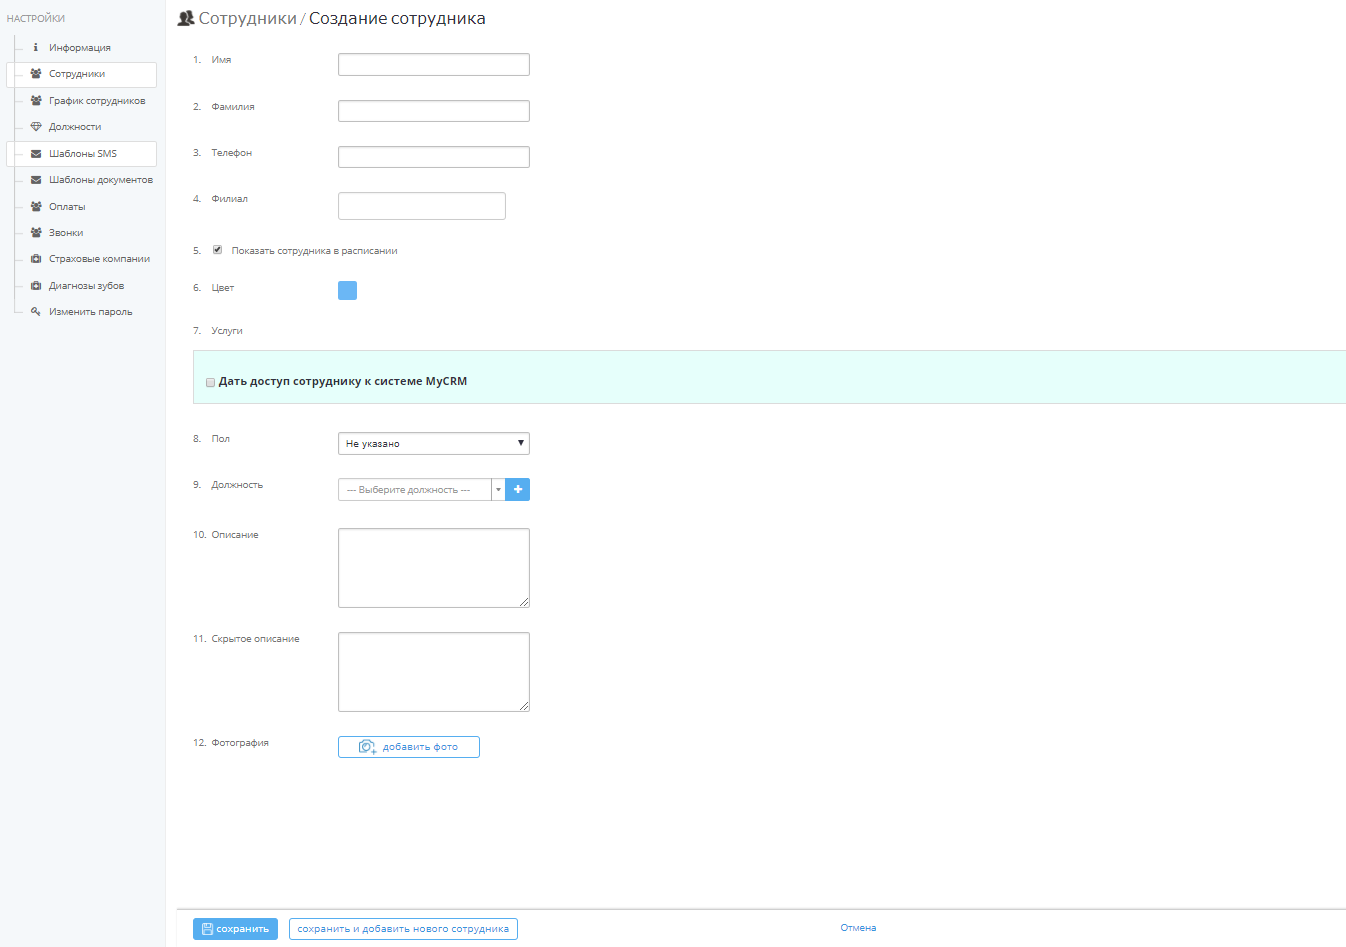 НАСТРОЙКИ
Информация
Сотрудники
График сотрудников
Должности
Шаблоны SMS
Шаблоны документов
Оплаты
Звонки
Страховые компании
Диагнозы зубов
Изменить пароль
Сотрудники / Создание сотрудника
1. Имя
2. Фамилия
3. Телефон
4. Филиал
5. Показать сотрудника в расписании
6. Цвет
7. Услуги
Дать доступ сотруднику к системе MyCRM
8. Пол Не указано
9. Должность --- Выберите должность ---
10. Описание
11. Скрытое описание
12. Фотография добавить фото
сохранить сохранить и добавить нового сотрудника Отмена